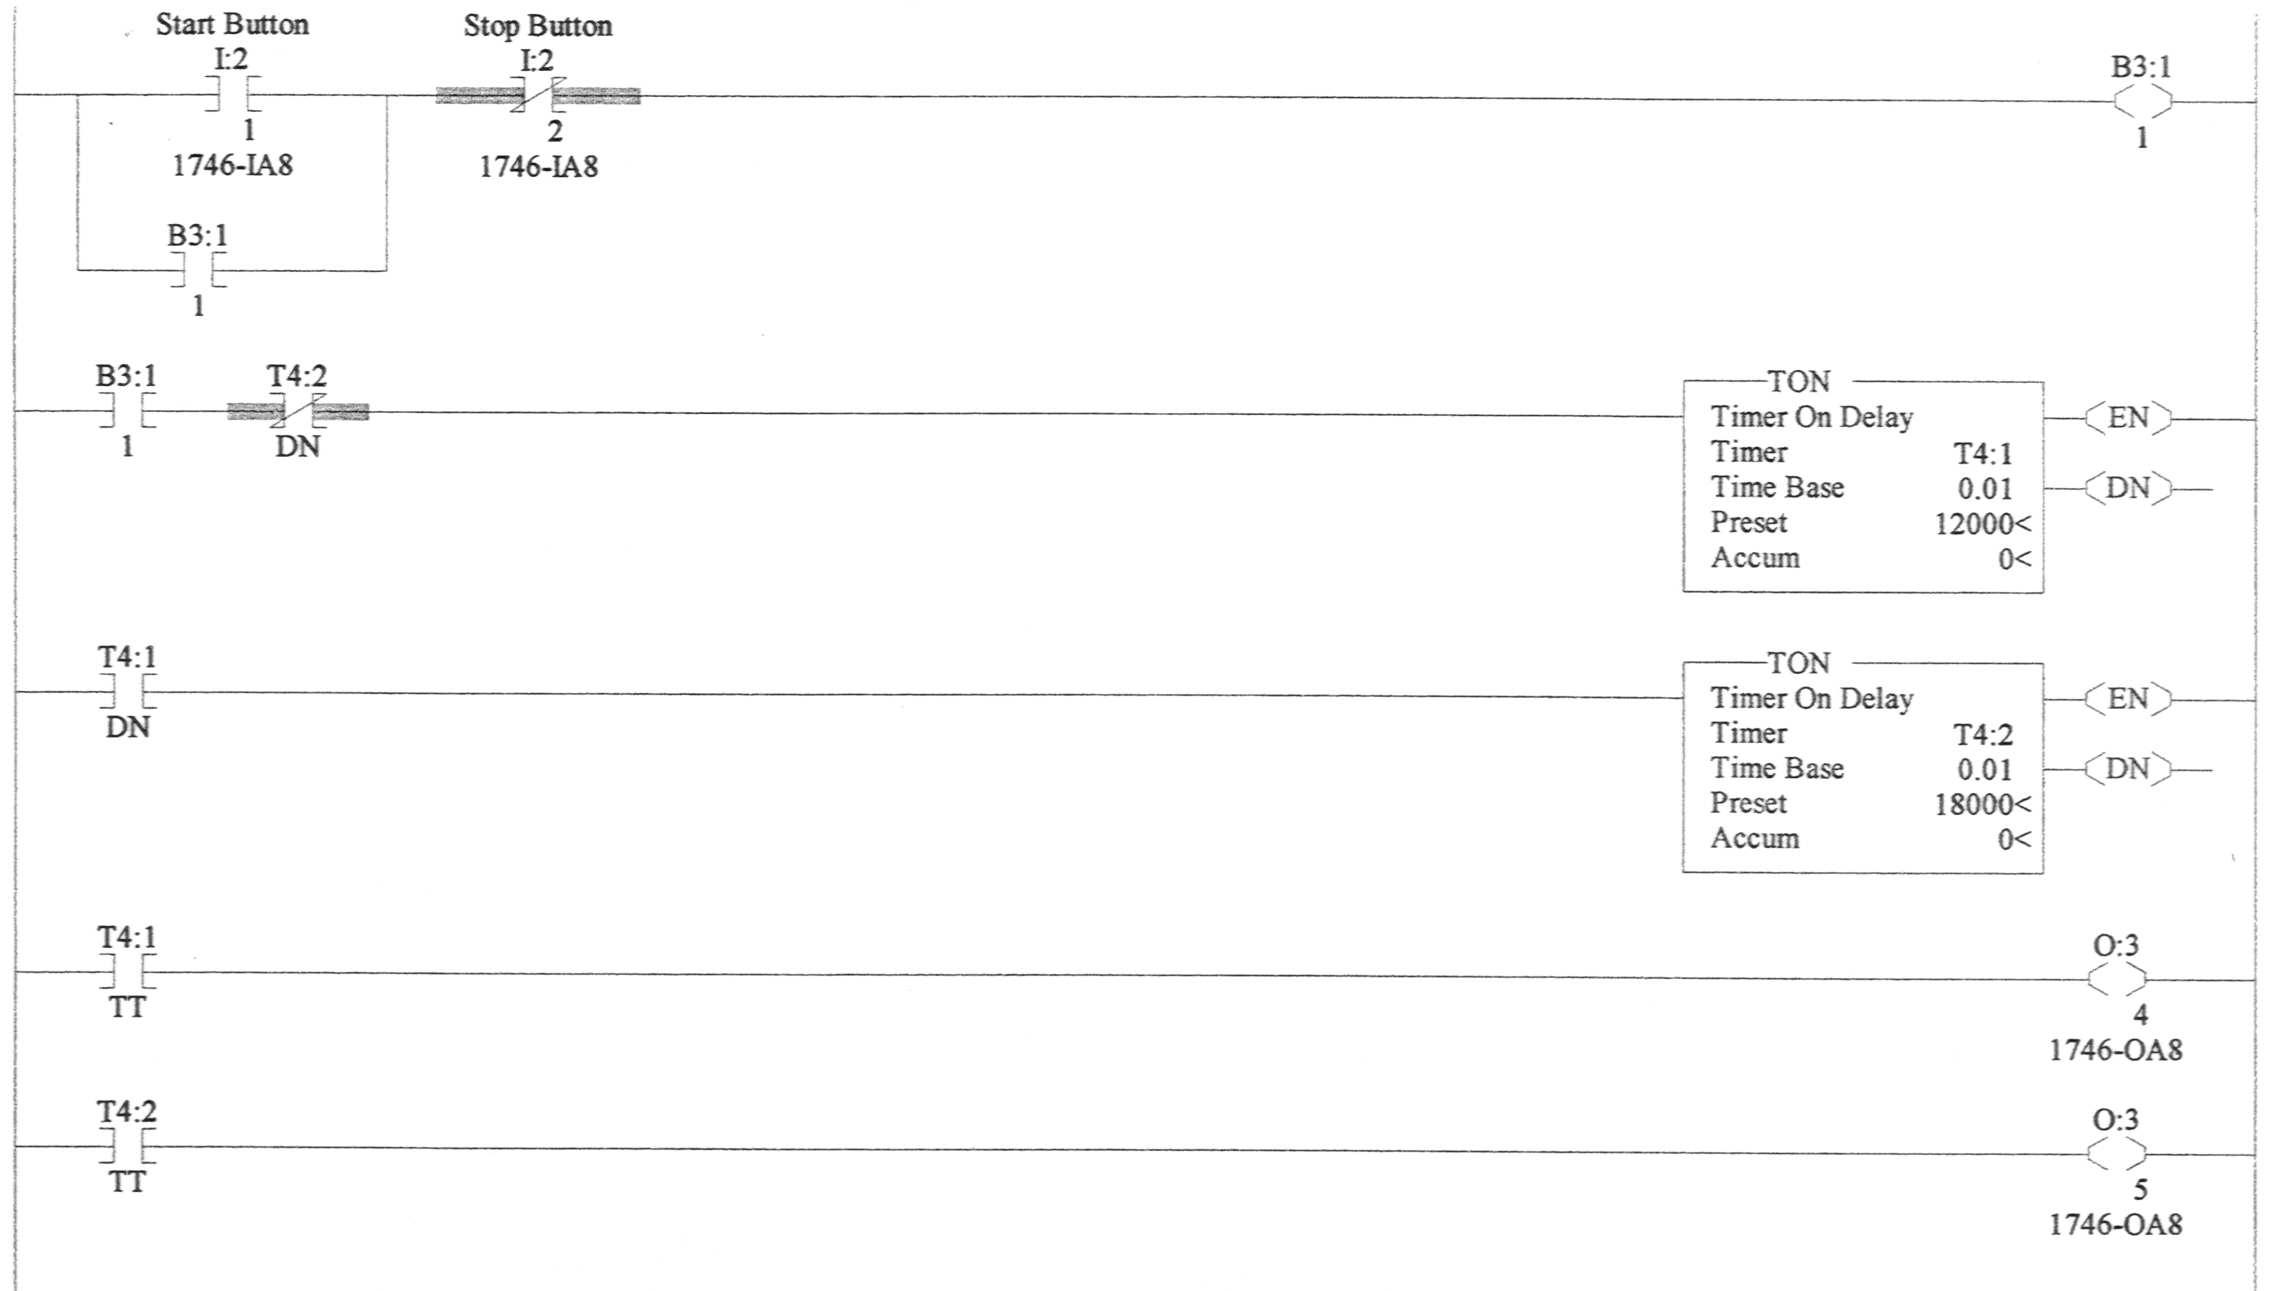 Start Button
Stop Button
I:2
I:2
B3:1
1
2
1
1746-IA8
1746-IA8
B3:1
1
B3:1
T4:2
1
DN
TON
Timer On Delay
EN
Timer T4:1
Time Base 0.01
DN
Preset 12000<
Accum 0<
T4:1
DN
TON
Timer On Delay
EN
Timer T4:2
Time Base 0.01
DN
Preset 18000<
Accum 0<
T4:1
TT
O:3
4
1746-OA8
T4:2
TT
O:3
5
1746-OA8